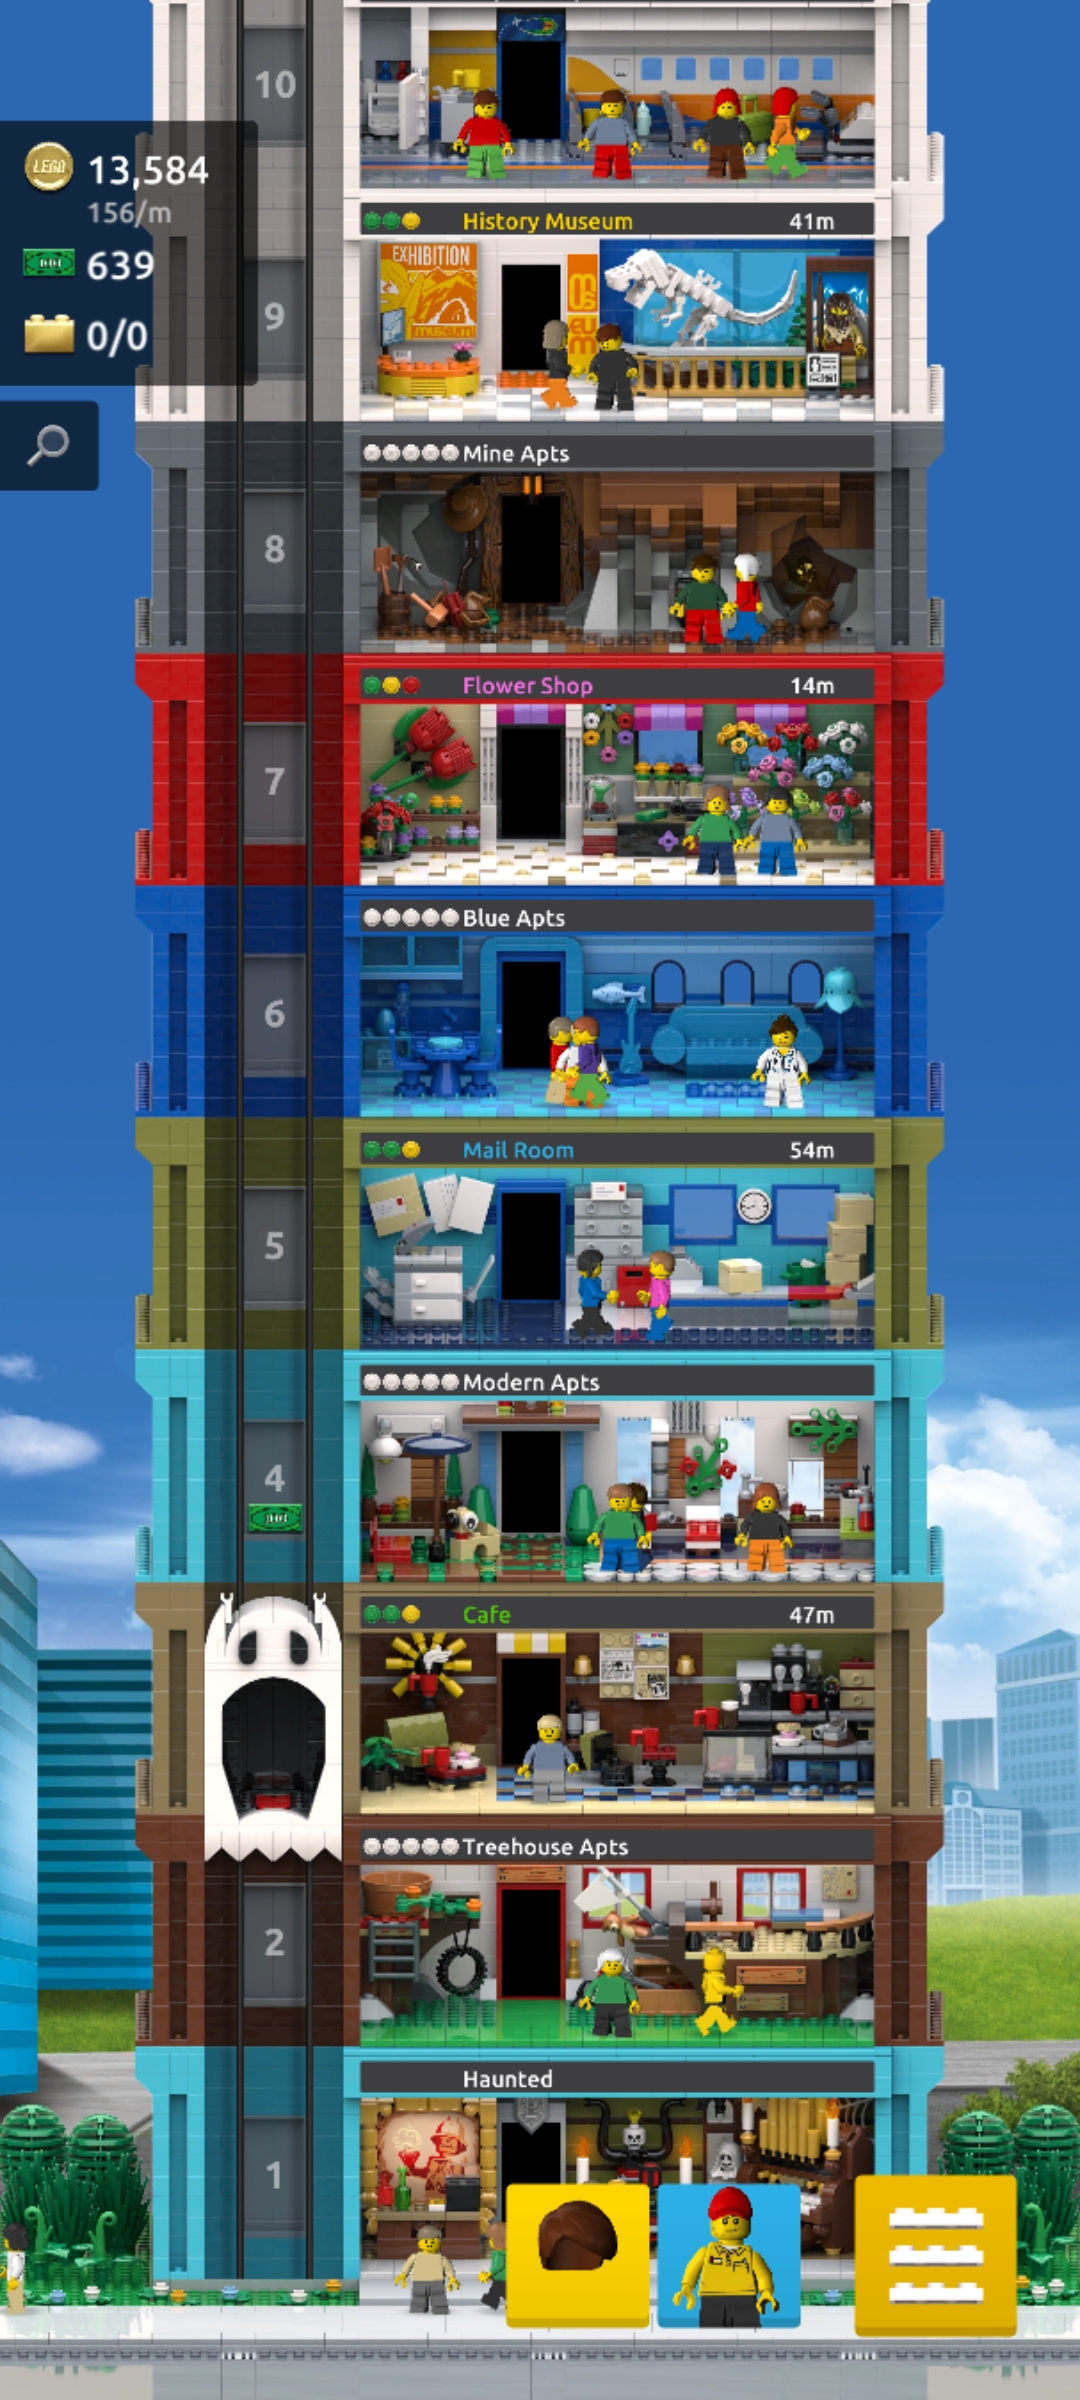 10
LEGO
13,584
156/m
639
0/0
History Museum 41m
EXHIBITION
museum
9
Mine Apts
8
Flower Shop 14m
7
Blue Apts
6
Mail Room 54m
5
Modern Apts
4
Cafe 47m
Treehouse Apts
2
Haunted
1